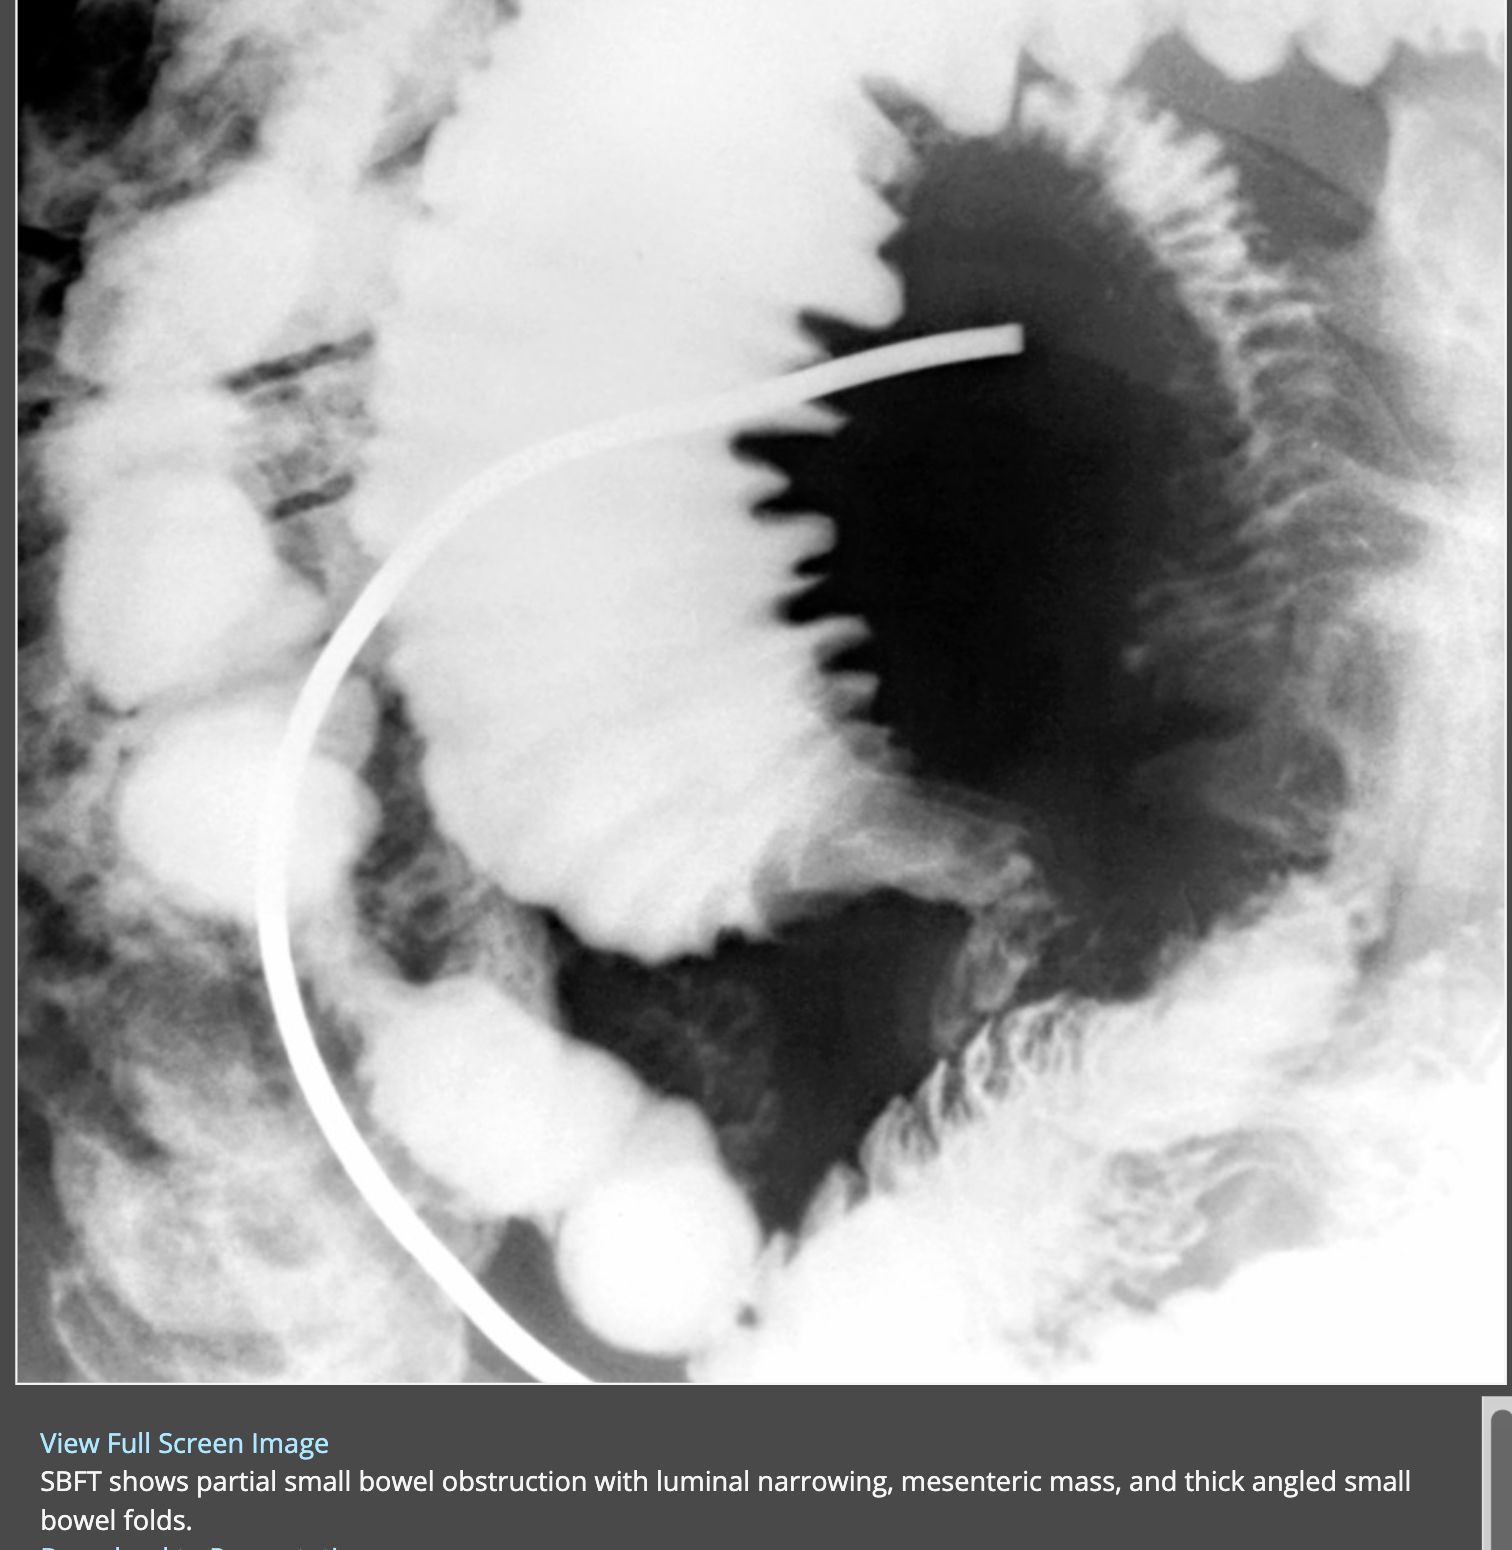 View Full Screen Image
SBFT shows partial small bowel obstruction with luminal narrowing, mesenteric mass, and thick angled small
bowel folds.